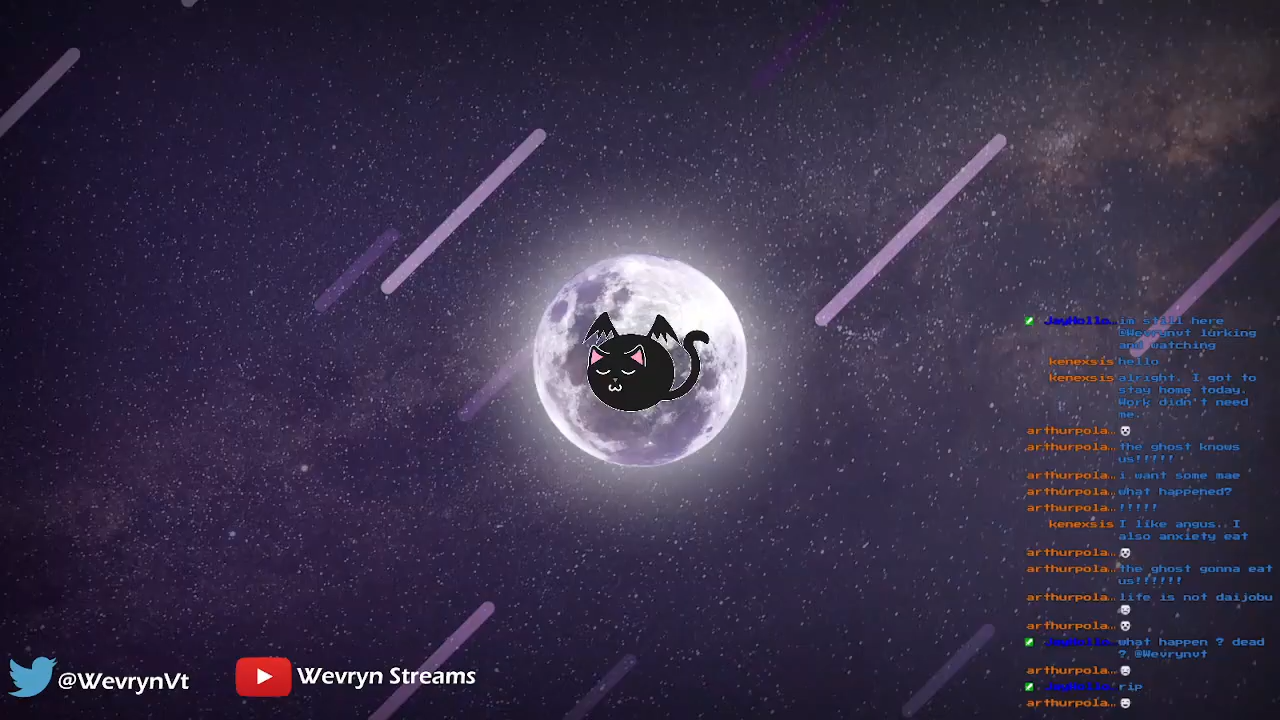 JayHollo… im still here
@Wevrynvt lurking
and watching
kenexsis hello
kenexsis alright. I got to
stay home today.
Work didn't need
me.
arthurpola…
arthurpola… the ghost knows
us!!!!!
arthurpola… i want some mae
arthurpola… what happened?
arthurpola… !!!!!
kenexsis I like angus.. I
also anxiety eat
arthurpola…
arthurpola… the ghost gonna eat
us!!!!!!
arthurpola… life is not daijobu
arthurpola…
JayHollo… what happen ? dead
? @Wevrynvt
arthurpola…
JayHollo… rip
arthurpola…
@WevrynVt
Wevryn Streams